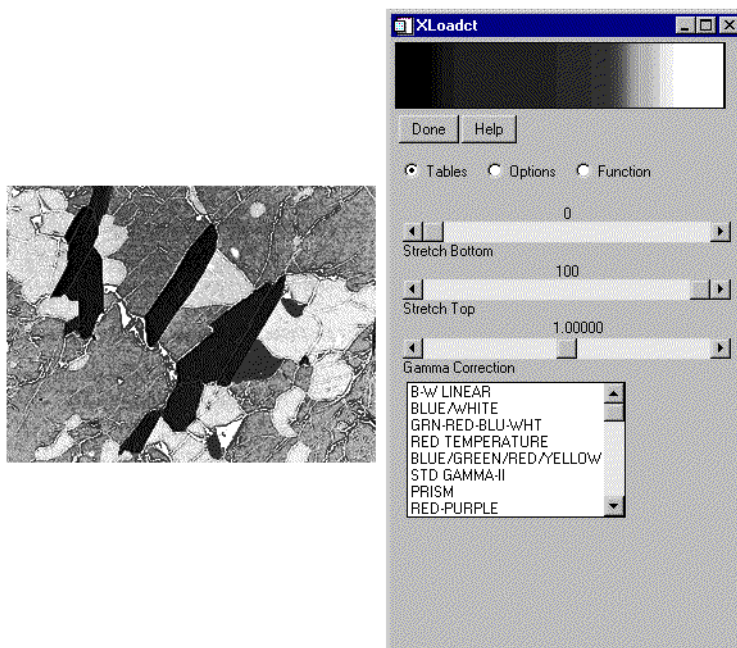 XLoadct
Done Help
Tables Options Function
0
Stretch Bottom
100
Stretch Top
1.00000
Gamma Correction
B-W LINEAR
BLUE/WHITE
GRN-RED-BLU-WHT
RED TEMPERATURE
BLUE/GREEN/RED/YELLOW
STD GAMMA-II
PRISM
RED-PURPLE